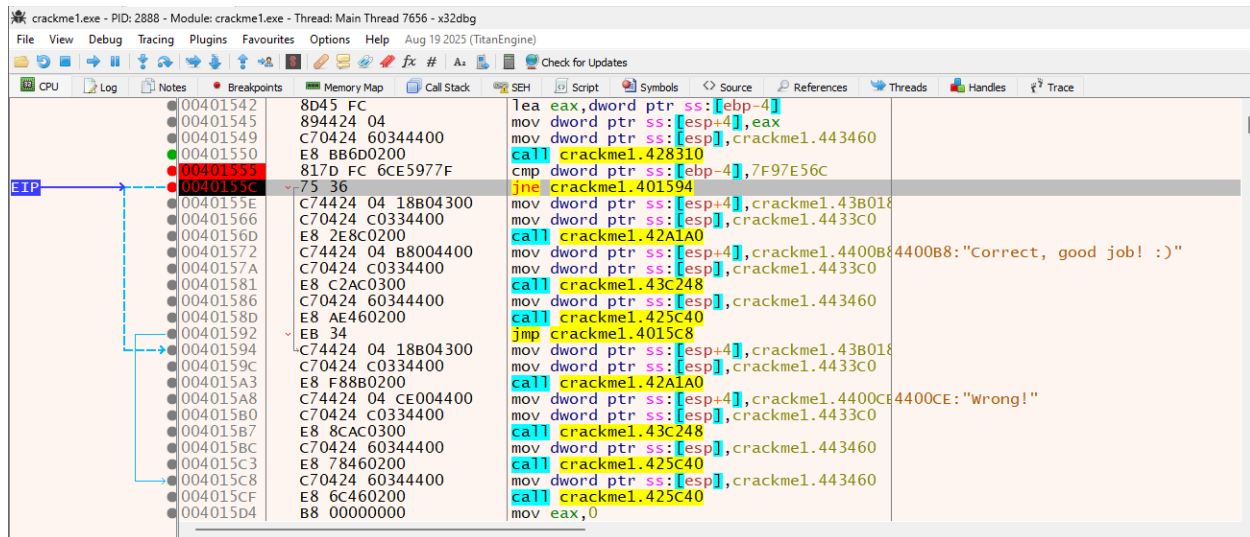 crackme1.exe - PID: 2888 - Module: crackme1.exe - Thread: Main Thread 7656 - x32dbg
File View Debug Tracing Plugins Favourites Options Help Aug 19 2025 (TitanEngine)
fx # Az Check for Updates
CPU Log Notes Breakpoints Memory Map Call Stack SEH Script Symbols Source References Threads Handles Trace
00401542 8D45 FC lea eax,dword ptr ss:[ebp-4]
00401545 894424 04 mov dword ptr ss:[esp+4],eax
00401549 C70424 60344400 mov dword ptr ss:[esp],crackme1.443460
00401550 E8 BB6D0200 call crackme1.428310
00401555 817D FC 6CE5977F cmp dword ptr ss:[ebp-4],7F97E56C
EIP 0040155C 75 36 jne crackme1.401594
0040155E C74424 04 18B04300 mov dword ptr ss:[esp+4],crackme1.43B018
00401566 C70424 C0334400 mov dword ptr ss:[esp],crackme1.4433C0
0040156D E8 2E8C0200 call crackme1.42A1A0
00401572 C74424 04 B8004400 mov dword ptr ss:[esp+4],crackme1.4400B8 4400B8:"Correct, good job! :)"
0040157A C70424 C0334400 mov dword ptr ss:[esp],crackme1.4433C0
00401581 E8 C2AC0300 call crackme1.43C248
00401586 C70424 60344400 mov dword ptr ss:[esp],crackme1.443460
0040158D E8 AE460200 call crackme1.425C40
00401592 EB 34 jmp crackme1.4015C8
00401594 C74424 04 18B04300 mov dword ptr ss:[esp+4],crackme1.43B018
0040159C C70424 C0334400 mov dword ptr ss:[esp],crackme1.4433C0
004015A3 E8 F88B0200 call crackme1.42A1A0
004015A8 C74424 04 CE004400 mov dword ptr ss:[esp+4],crackme1.4400CE 4400CE:"Wrong!"
004015B0 C70424 C0334400 mov dword ptr ss:[esp],crackme1.4433C0
004015B7 E8 8CAC0300 call crackme1.43C248
004015BC C70424 60344400 mov dword ptr ss:[esp],crackme1.443460
004015C3 E8 78460200 call crackme1.425C40
004015C8 C70424 60344400 mov dword ptr ss:[esp],crackme1.443460
004015CF E8 6C460200 call crackme1.425C40
004015D4 B8 00000000 mov eax,0